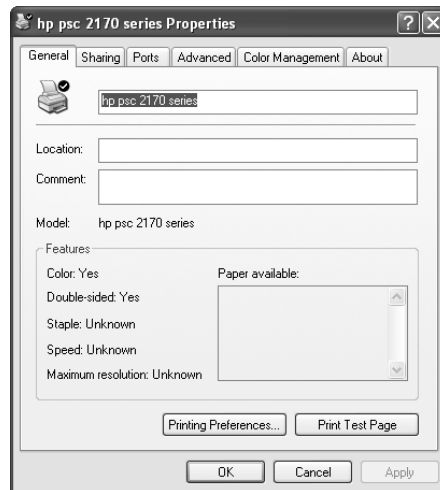 hp psc 2170 series Properties
General Sharing Ports Advanced Color Management About
hp psc 2170 series
Location:
Comment:
Model: hp psc 2170 series
Features
Color: Yes Paper available:
Double-sided: Yes
Staple: Unknown
Speed: Unknown
Maximum resolution: Unknown
Printing Preferences... Print Test Page
OK Cancel Apply